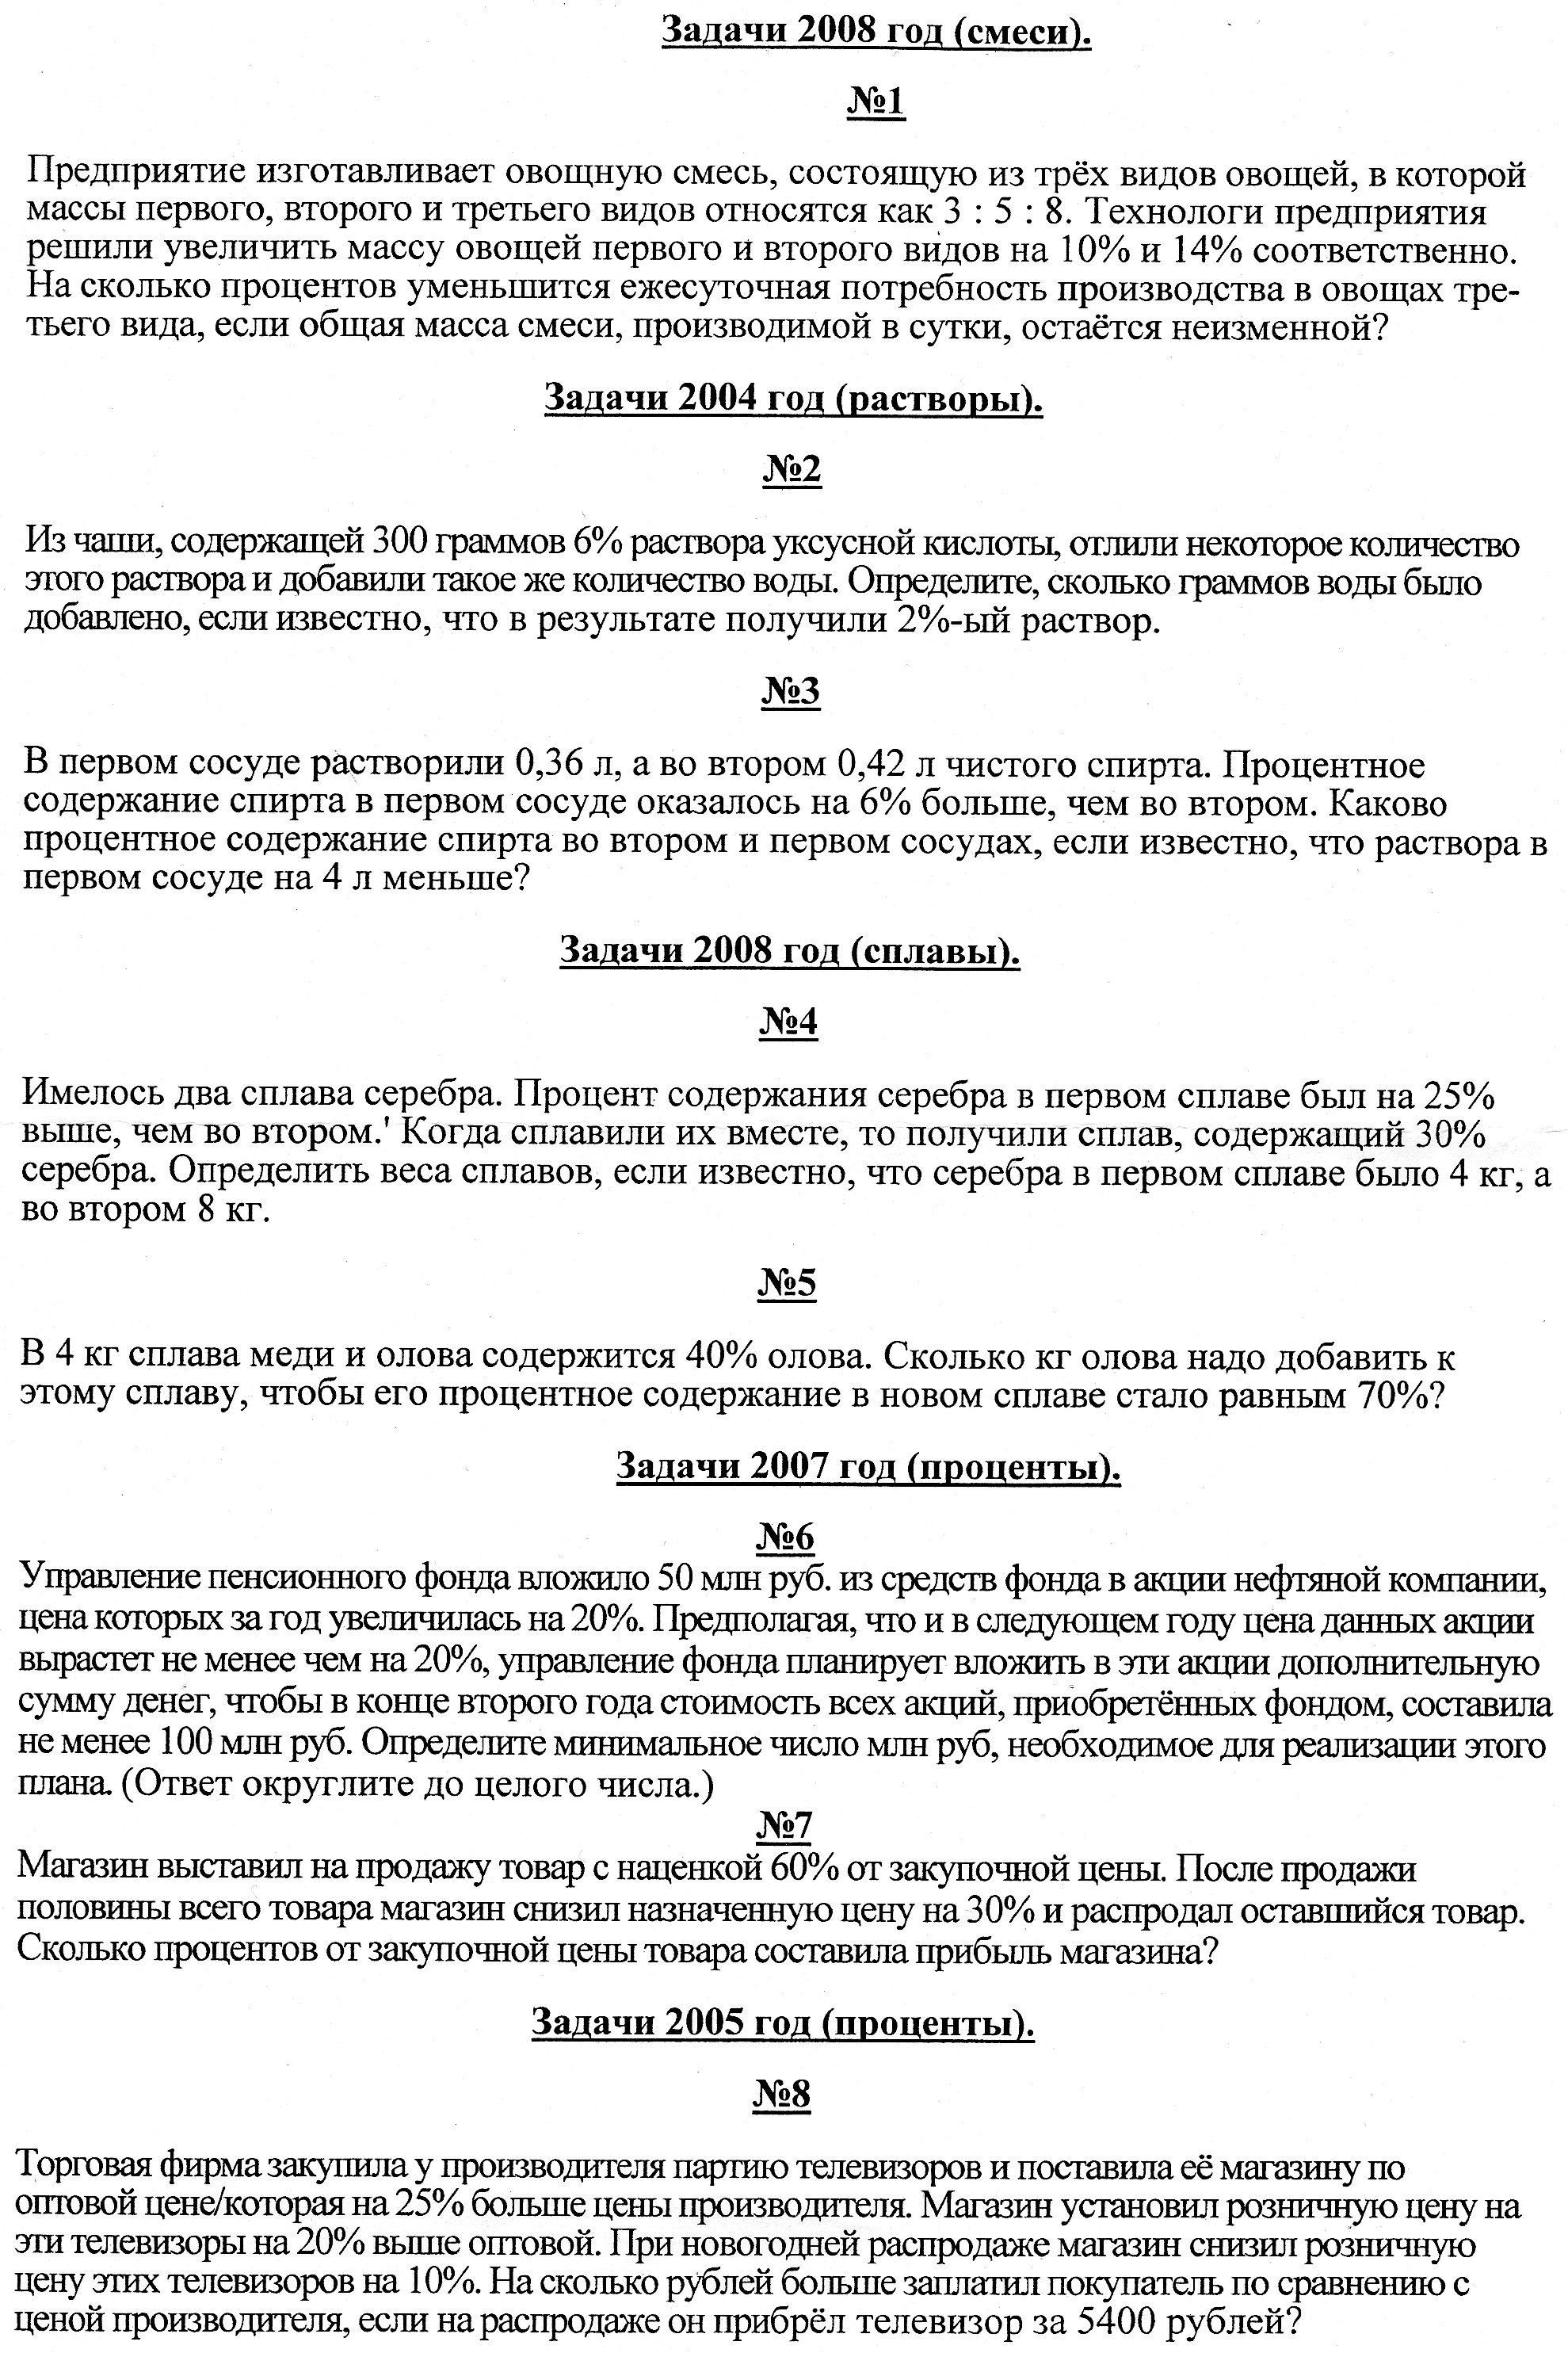 Задачи 2008 год (смеси).
№1
Предприятие изготавливает овощную смесь, состоящую из трёх видов овощей, в которой
массы первого, второго и третьего видов относятся как 3 : 5 : 8. Технологи предприятия
решили увеличить массу овощей первого и второго видов на 10% и 14% соответственно.
На сколько процентов уменьшится ежесуточная потребность производства в овощах тре-
тьего вида, если общая масса смеси, производимой в сутки, остаётся неизменной?
Задачи 2004 год (растворы).
№2
Из чаши, содержащей 300 граммов 6% раствора уксусной кислоты, отлили некоторое количество
этого раствора и добавили такое же количество воды. Определите, сколько граммов воды было
добавлено, если известно, что в результате получили 2%-ый раствор.
№3
В первом сосуде растворили 0,36 л, а во втором 0,42 л чистого спирта. Процентное
содержание спирта в первом сосуде оказалось на 6% больше, чем во втором. Каково
процентное содержание спирта во втором и первом сосудах, если известно, что раствора в
первом сосуде на 4 л меньше?
Задачи 2008 год (сплавы).
№4
Имелось два сплава серебра. Процент содержания серебра в первом сплаве был на 25%
выше, чем во втором.' Когда сплавили их вместе, то получили сплав, содержащий 30%
серебра. Определить веса сплавов, если известно, что серебра в первом сплаве было 4 кг, а
во втором 8 кг.
№5
В 4 кг сплава меди и олова содержится 40% олова. Сколько кг олова надо добавить к
этому сплаву, чтобы его процентное содержание в новом сплаве стало равным 70%?
Задачи 2007 год (проценты).
№6
Управление пенсионного фонда вложило 50 млн руб. из средств фонда в акции нефтяной компании,
цена которых за год увеличилась на 20%. Предполагая, что и в следующем году цена данных акции
вырастет не менее чем на 20%, управление фонда планирует вложить в эти акции дополнительную
сумму денег, чтобы в конце второго года стоимость всех акций, приобретённых фондом, составила
не менее 100 млн руб. Определите минимальное число млн руб, необходимое для реализации этого
плана. (Ответ округлите до целого числа.)
№7
Магазин выставил на продажу товар с наценкой 60% от закупочной цены. После продажи
половины всего товара магазин снизил назначенную цену на 30% и распродал оставшийся товар.
Сколько процентов от закупочной цены товара составила прибыль магазина?
Задачи 2005 год (проценты).
№8
Торговая фирма закупила у производителя партию телевизоров и поставила её магазину по
оптовой цене/которая на 25% больше цены производителя. Магазин установил розничную цену на
эти телевизоры на 20% выше оптовой. При новогодней распродаже магазин снизил розничную
цену этих телевизоров на 10%. На сколько рублей больше заплатил покупатель по сравнению с
ценой производителя, если на распродаже он прибрёл телевизор за 5400 рублей?